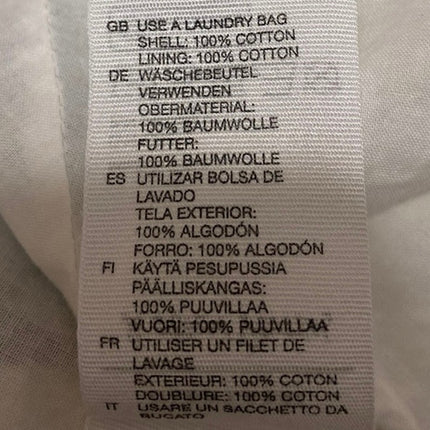 GB USE A LAUNDRY BAG
SHELL: 100% COTTON
LINING: 100% COTTON
DE WÄSCHEBEUTEL
VERWENDEN
OBERMATERIAL:
100% BAUMWOLLE
FUTTER:
100% BAUMWOLLE
ES UTILIZAR BOLSA DE
LAVADO
TELA EXTERIOR:
100% ALGODÓN
FORRO: 100% ALGODÓN
FI KÄYTÄ PESUPUSSIA
PÄÄLLISKANGAS:
100% PUUVILLAA
VUORI: 100% PUUVILLAA
FR UTILISER UN FILET DE
LAVAGE
EXTERIEUR: 100% COTON
DOUBLURE: 100% COTON
IT USARE UN SACCHETTO DA
BUCATO